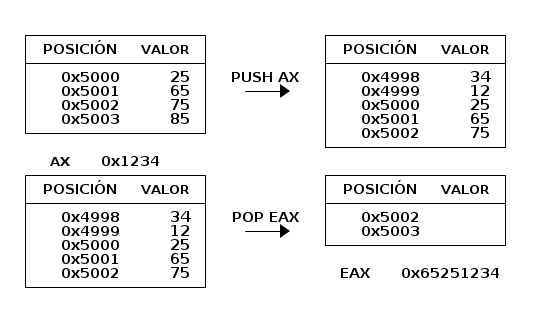 POSICIÓN VALOR
0x5000 25
0x5001 65
0x5002 75
0x5003 85
PUSH AX
POSICIÓN VALOR
0x4998 34
0x4999 12
0x5000 25
0x5001 65
0x5002 75
AX 0x1234
POSICIÓN VALOR
0x4998 34
0x4999 12
0x5000 25
0x5001 65
0x5002 75
POP EAX
POSICIÓN VALOR
0x5002
0x5003
EAX 0x65251234